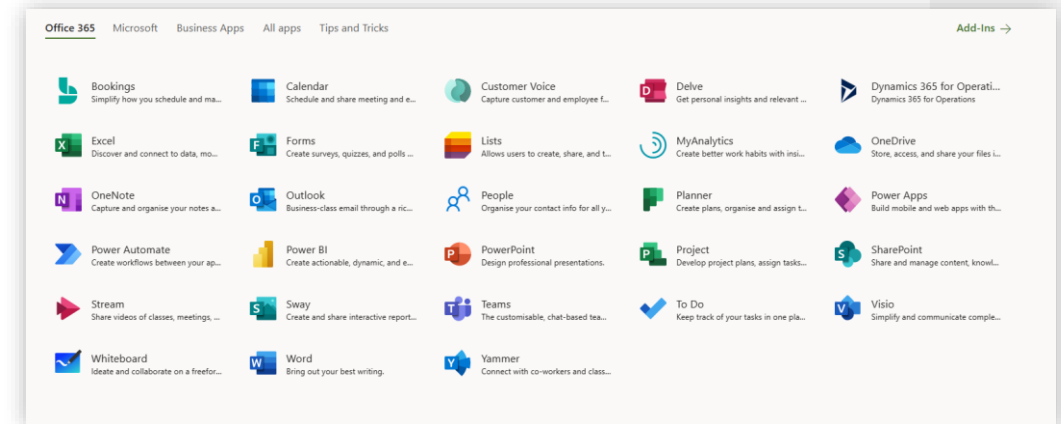 Office 365 Microsoft Business Apps All apps Tips and Tricks Add-Ins →
Bookings
Simplify how you schedule and ma...
Calendar
Schedule and share meeting and e...
Customer Voice
Capture customer and employee f...
Delve
Get personal insights and relevant ...
Dynamics 365 for Operati...
Dynamics 365 for Operations
Excel
Discover and connect to data, mo...
Forms
Create surveys, quizzes, and polls ...
Lists
Allows users to create, share, and t...
MyAnalytics
Create better work habits with insi...
OneDrive
Store, access, and share your files i...
OneNote
Capture and organise your notes a...
Outlook
Business-class email through a ric...
People
Organise your contact info for all y...
Planner
Create plans, organise and assign t...
Power Apps
Build mobile and web apps with th...
Power Automate
Create workflows between your ap...
Power BI
Create actionable, dynamic, and e...
PowerPoint
Design professional presentations.
Project
Develop project plans, assign tasks...
SharePoint
Share and manage content, knowl...
Stream
Share videos of classes, meetings, ...
Sway
Create and share interactive report...
Teams
The customisable, chat-based tea...
To Do
Keep track of your tasks in one pla...
Visio
Simplify and communicate comple...
Whiteboard
Ideate and collaborate on a freefor...
Word
Bring out your best writing.
Yammer
Connect with co-workers and class...